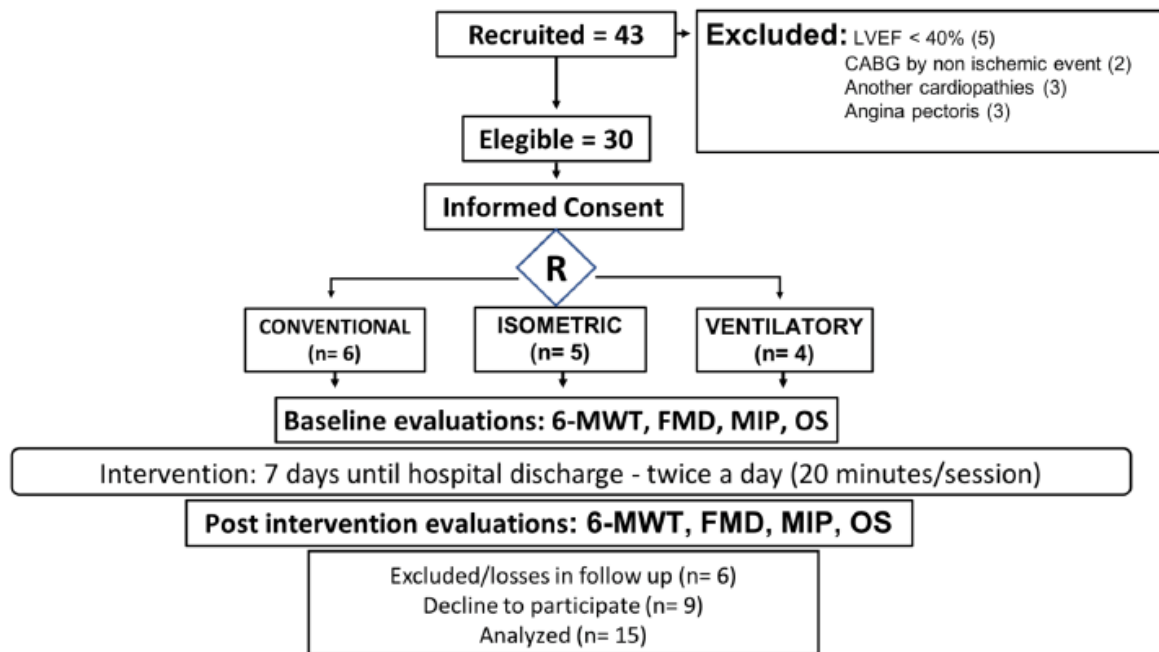 Recruited = 43
Excluded: LVEF < 40% (5)
CABG by non ischemic event (2)
Another cardiopathies (3)
Angina pectoris (3)
Elegible = 30
Informed Consent
R
CONVENTIONAL
(n= 6)
ISOMETRIC
(n= 5)
VENTILATORY
(n= 4)
Baseline evaluations: 6-MWT, FMD, MIP, OS
Intervention: 7 days until hospital discharge - twice a day (20 minutes/session)
Post intervention evaluations: 6-MWT, FMD, MIP, OS
Excluded/losses in follow up (n= 6)
Decline to participate (n= 9)
Analyzed (n= 15)